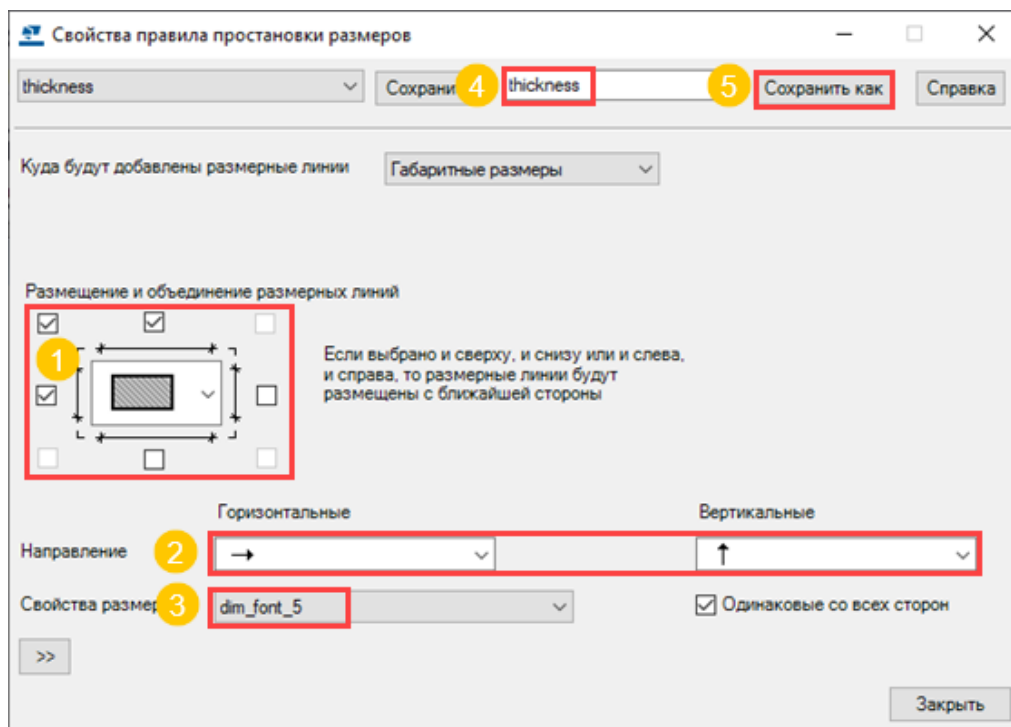 Свойства правила простановки размеров
thickness Сохрани 4 thickness 5 Сохранить как Справка
Куда будут добавлены размерные линии Габаритные размеры
Размещение и объединение размерных линий
1
Если выбрано и сверху, и снизу или и слева,
и справа, то размерные линии будут
размещены с ближайшей стороны
Горизонтальные Вертикальные
Направление 2
Свойства размер 3 dim_font_5 Одинаковые со всех сторон
>>
Закрыть